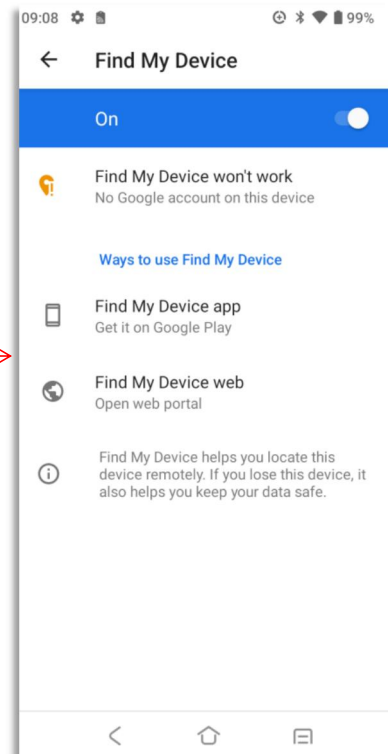 09:08 99%
Find My Device
On
Find My Device won't work
No Google account on this device
Ways to use Find My Device
Find My Device app
Get it on Google Play
Find My Device web
Open web portal
Find My Device helps you locate this
device remotely. If you lose this device, it
also helps you keep your data safe.